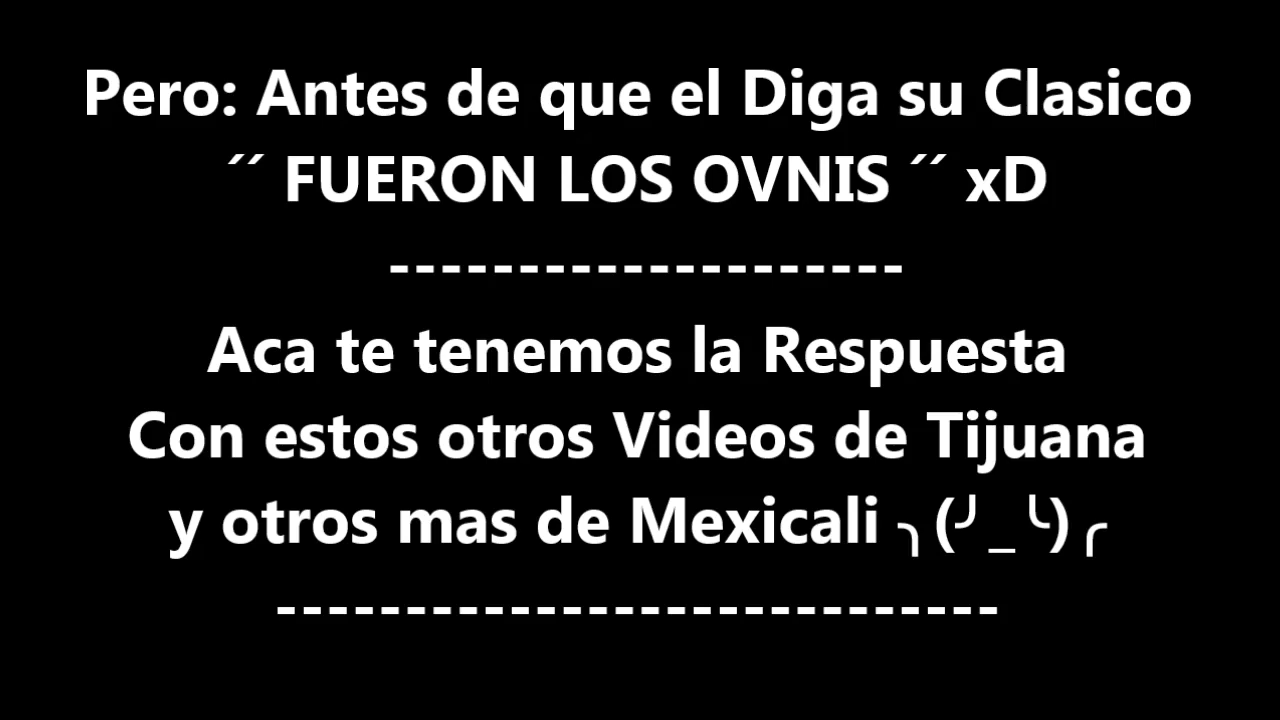 Pero: Antes de que el Diga su Clasico
´´ FUERON LOS OVNIS ´´ xD
--------------------
Aca te tenemos la Respuesta
Con estos otros Videos de Tijuana
y otros mas de Mexicali ╮(╯_╰)╭
----------------------------